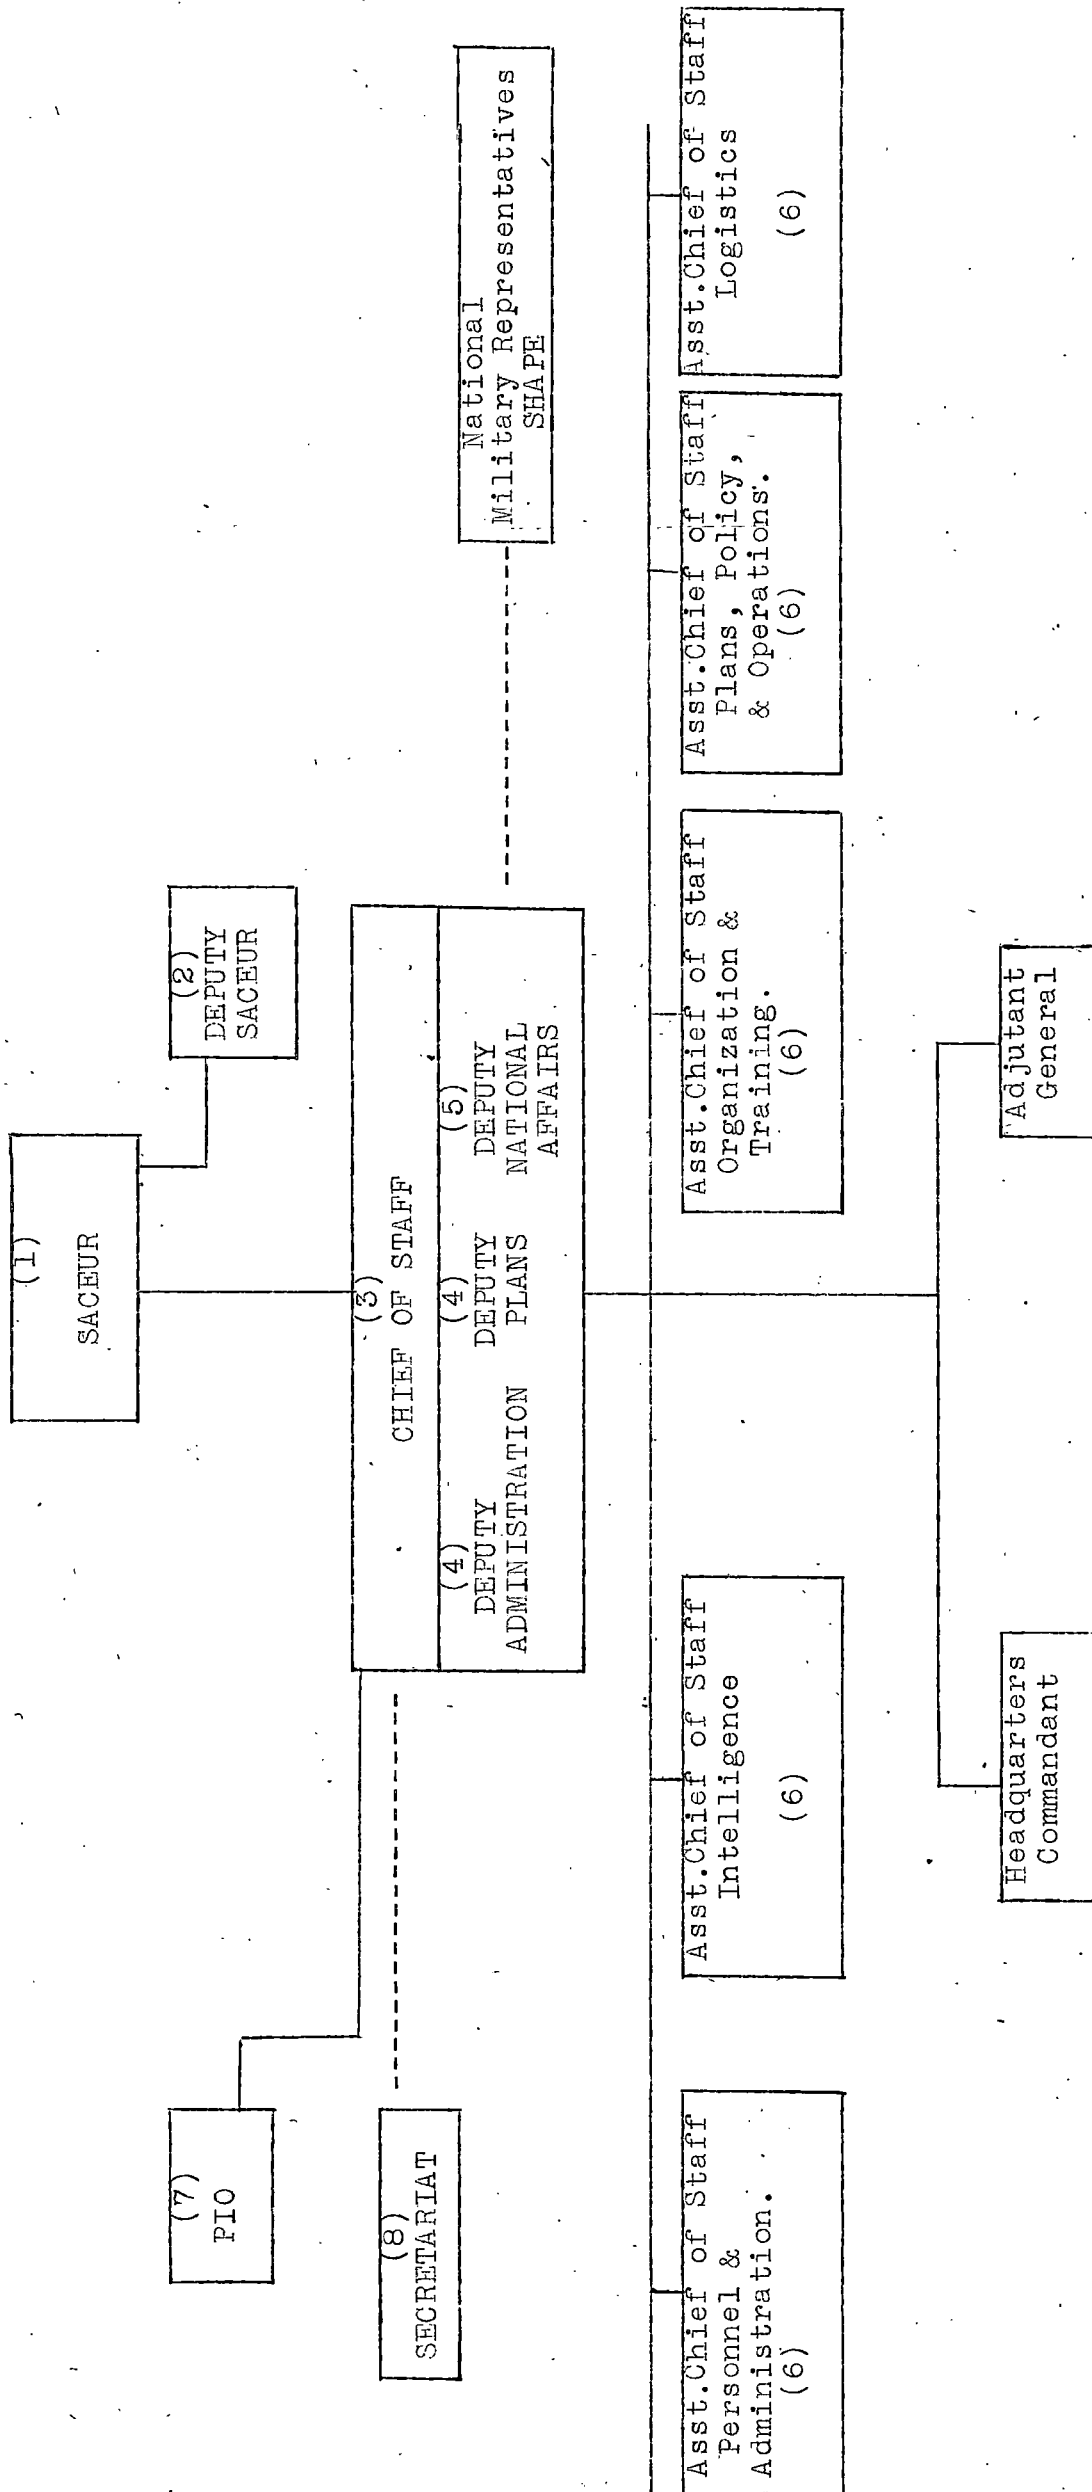 (1)
SACEUR
(2)
DEPUTY
SACEUR
(7)
PIO
(3)
CHIEF OF STAFF
(4)
DEPUTY
ADMINISTRATION
(4)
DEPUTY
PLANS
(5)
DEPUTY
NATIONAL
AFFAIRS
(8)
SECRETARIAT
National
Military Representatives
SHAPE
Asst.Chief of Staff
Personnel &
Administration.
(6)
Asst.Chief of Staff
Intelligence
(6)
Asst.Chief of Staff
Organization &
Training.
(6)
Asst.Chief of Staff
Plans, Policy,
& Operations.
(6)
Asst.Chief of Staff
Logistics
(6)
Headquarters
Commandant
Adjutant
General